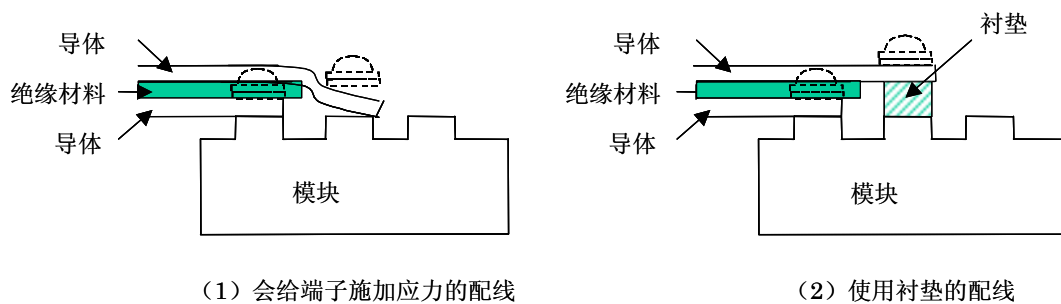 导体
绝缘材料
导体
模块
（1）会给端子施加应力的配线
衬垫
导体
绝缘材料
导体
模块
（2）使用衬垫的配线